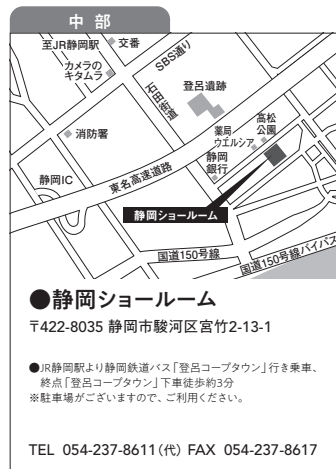 中部
至JR静岡駅
交番
カメラの
キタムラ
SBS通り
石田街道
登呂遺跡
消防署
薬局/
ウエルシア
高松
公園
静岡
銀行
静岡IC
東名高速道路
静岡ショールーム
国道150号線
国道150号線バイパス
●静岡ショールーム
〒422-8035 静岡市駿河区宮竹2-13-1
●JR静岡駅より静岡鉄道バス「登呂コープタウン」行き乗車、
終点「登呂コープタウン」下車徒歩約3分
※駐車場がございますので、ご利用ください。
TEL 054-237-8611(代) FAX 054-237-8617